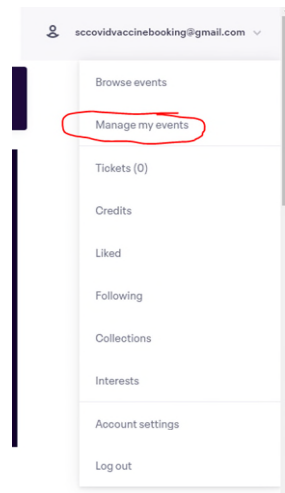 sccovidvaccinebooking@gmail.com
Browse events
Manage my events
Tickets (0)
Credits
Liked
Following
Collections
Interests
Account settings
Log out